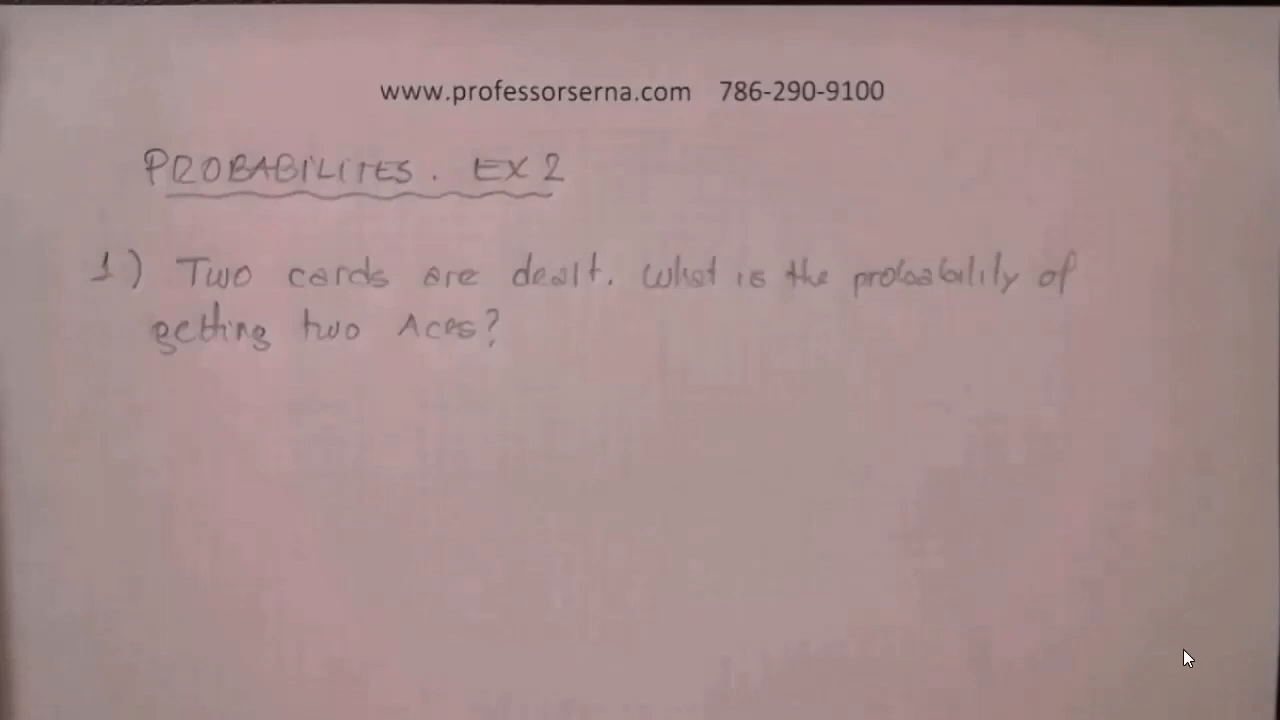 www.professorserna.com 786-290-9100
PROBABILITES. EX 2
1) Two cards are dealt. What is the probability of
getting two Aces?